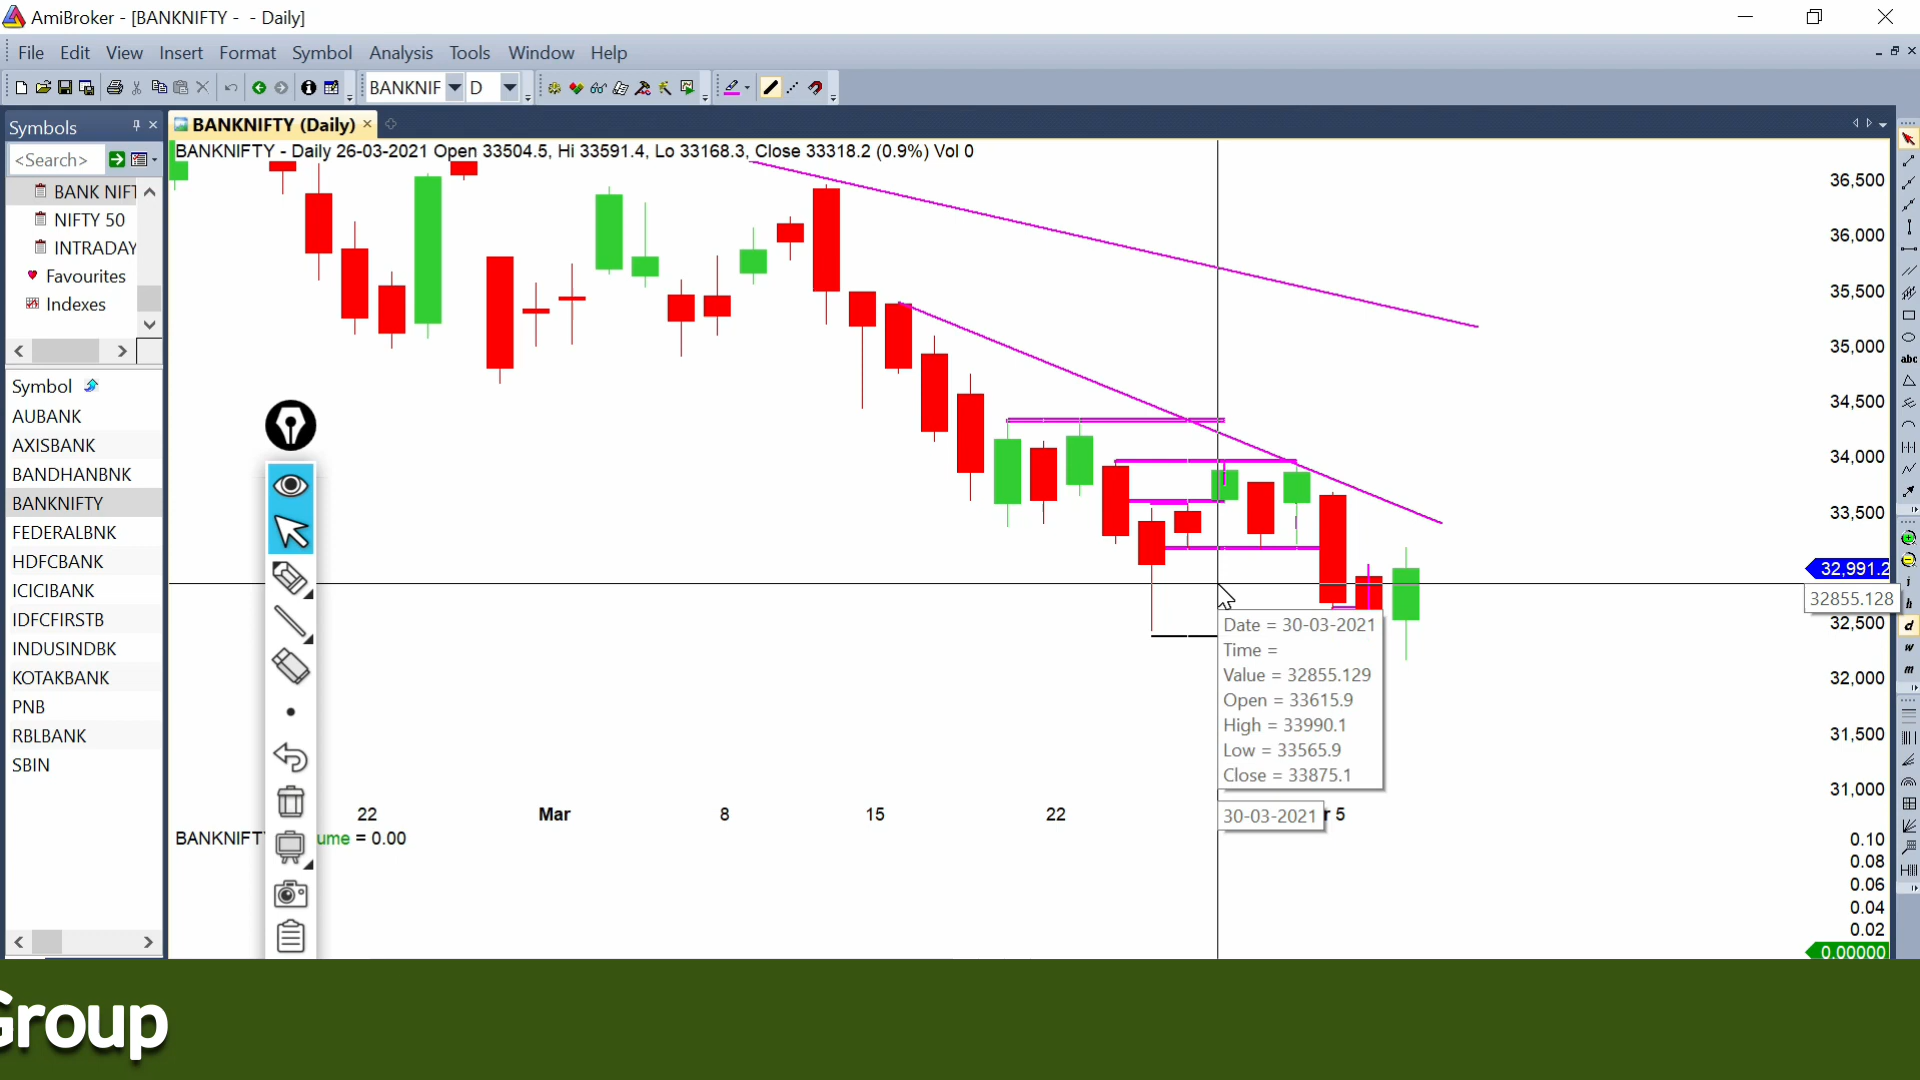 AmiBroker - [BANKNIFTY - - Daily]
File Edit View Insert Format Symbol Analysis Tools Window Help
BANKNIF D
Symbols
BANKNIFTY (Daily)
<Search>
BANKNIFTY - Daily 26-03-2021 Open 33504.5, Hi 33591.4, Lo 33168.3, Close 33318.2 (0.9%) Vol 0
BANK NIFT
NIFTY 50
INTRADAY
Favourites
Indexes
Symbol
AUBANK
AXISBANK
BANDHANBNK
BANKNIFTY
FEDERALBNK
HDFCBANK
ICICIBANK
IDFCFIRSTB
INDUSINDBK
KOTAKBANK
PNB
RBLBANK
SBIN
36,500
36,000
35,500
35,000
34,500
34,000
33,500
32,991.2
32855.128
32,500
32,000
31,500
31,000
Date = 30-03-2021
Time =
Value = 32855.129
Open = 33615.9
High = 33990.1
Low = 33565.9
Close = 33875.1
22 Mar 8 15 22 r 5
30-03-2021
BANKNIFT ume = 0.00
0.10
0.08
0.06
0.04
0.02
0.00000
abc
i
h
d
w
m
Group